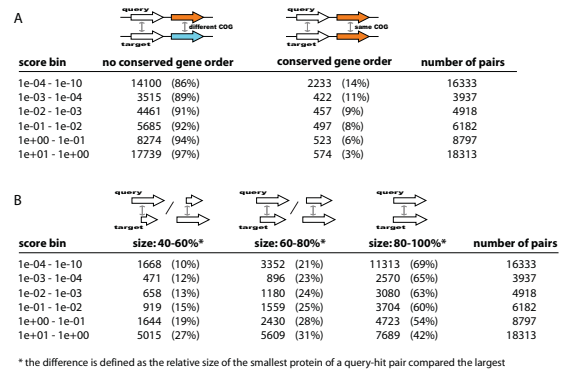 A
query
different COG
target
query
same COG
target
score bin no conserved gene order conserved gene order number of pairs
1e-04 - 1e-10 14100 (86%) 2233 (14%) 16333
1e-03 - 1e-04 3515 (89%) 422 (11%) 3937
1e-02 - 1e-03 4461 (91%) 457 (9%) 4918
1e-01 - 1e-02 5685 (92%) 497 (8%) 6182
1e+00 - 1e-01 8274 (94%) 523 (6%) 8797
1e+01 - 1e+00 17739 (97%) 574 (3%) 18313
B
query
/
target
query
/
target
query
target
score bin size: 40-60%* size: 60-80%* size: 80-100%* number of pairs
1e-04 - 1e-10 1668 (10%) 3352 (21%) 11313 (69%) 16333
1e-03 - 1e-04 471 (12%) 896 (23%) 2570 (65%) 3937
1e-02 - 1e-03 658 (13%) 1180 (24%) 3080 (63%) 4918
1e-01 - 1e-02 919 (15%) 1559 (25%) 3704 (60%) 6182
1e+00 - 1e-01 1644 (19%) 2430 (28%) 4723 (54%) 8797
1e+01 - 1e+00 5015 (27%) 5609 (31%) 7689 (42%) 18313
* the difference is defined as the relative size of the smallest protein of a query-hit pair compared the largest